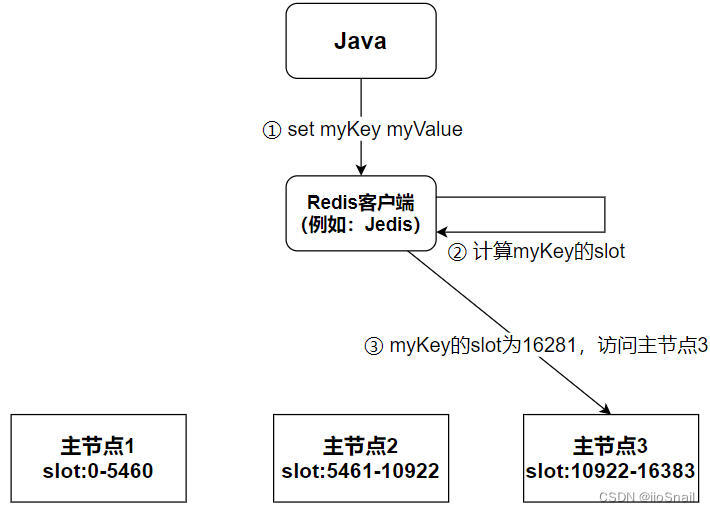 Java
① set myKey myValue
Redis客户端
（例如：Jedis）
② 计算myKey的slot
③ myKey的slot为16281，访问主节点3
主节点1
slot:0-5460
主节点2
slot:5461-10922
主节点3
slot:10922-16383
CSDN @jioSnail